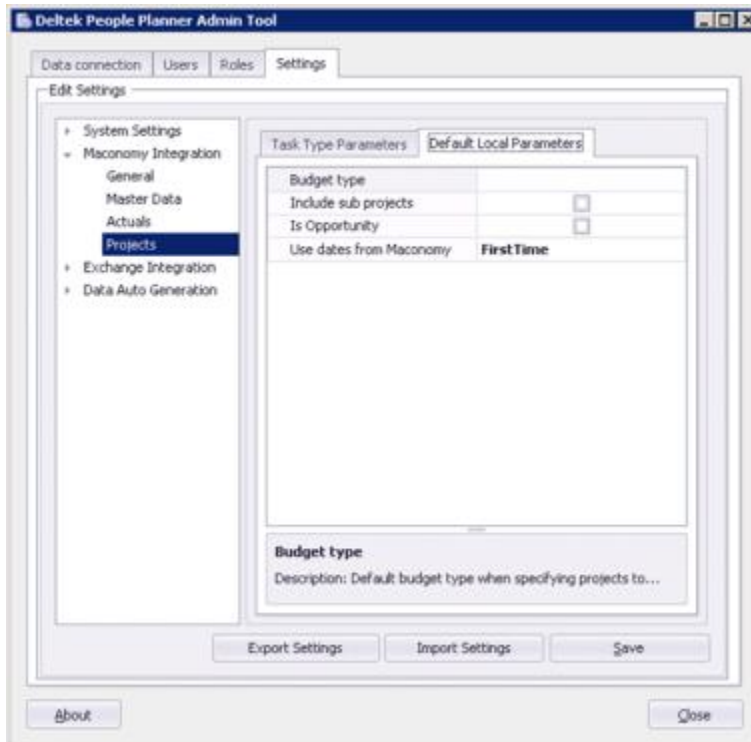 Deltek People Planner Admin Tool
Data connection Users Roles Settings
Edit Settings
System Settings
Maconomy Integration
General
Master Data
Actuals
Projects
Exchange Integration
Data Auto Generation
Task Type Parameters Default Local Parameters
Budget type
Include sub projects
Is Opportunity
Use dates from Maconomy FirstTime
Budget type
Description: Default budget type when specifying projects to...
Export Settings Import Settings Save
About Close